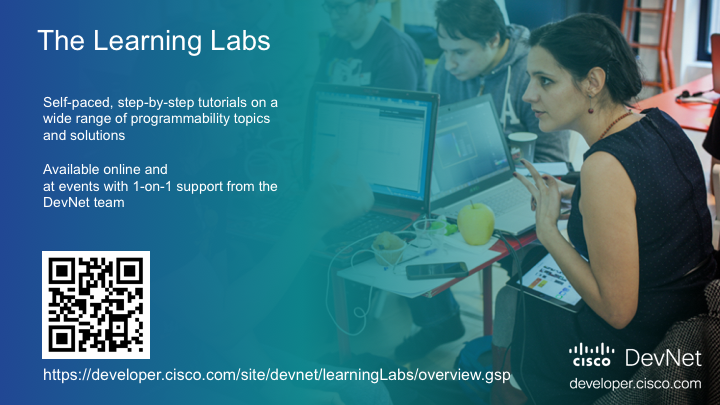 The Learning Labs
Self-paced, step-by-step tutorials on a
wide range of programmability topics
and solutions
Available online and
at events with 1-on-1 support from the
DevNet team
https://developer.cisco.com/site/devnet/learningLabs/overview.gsp
CISCO
DevNet
developer.cisco.com